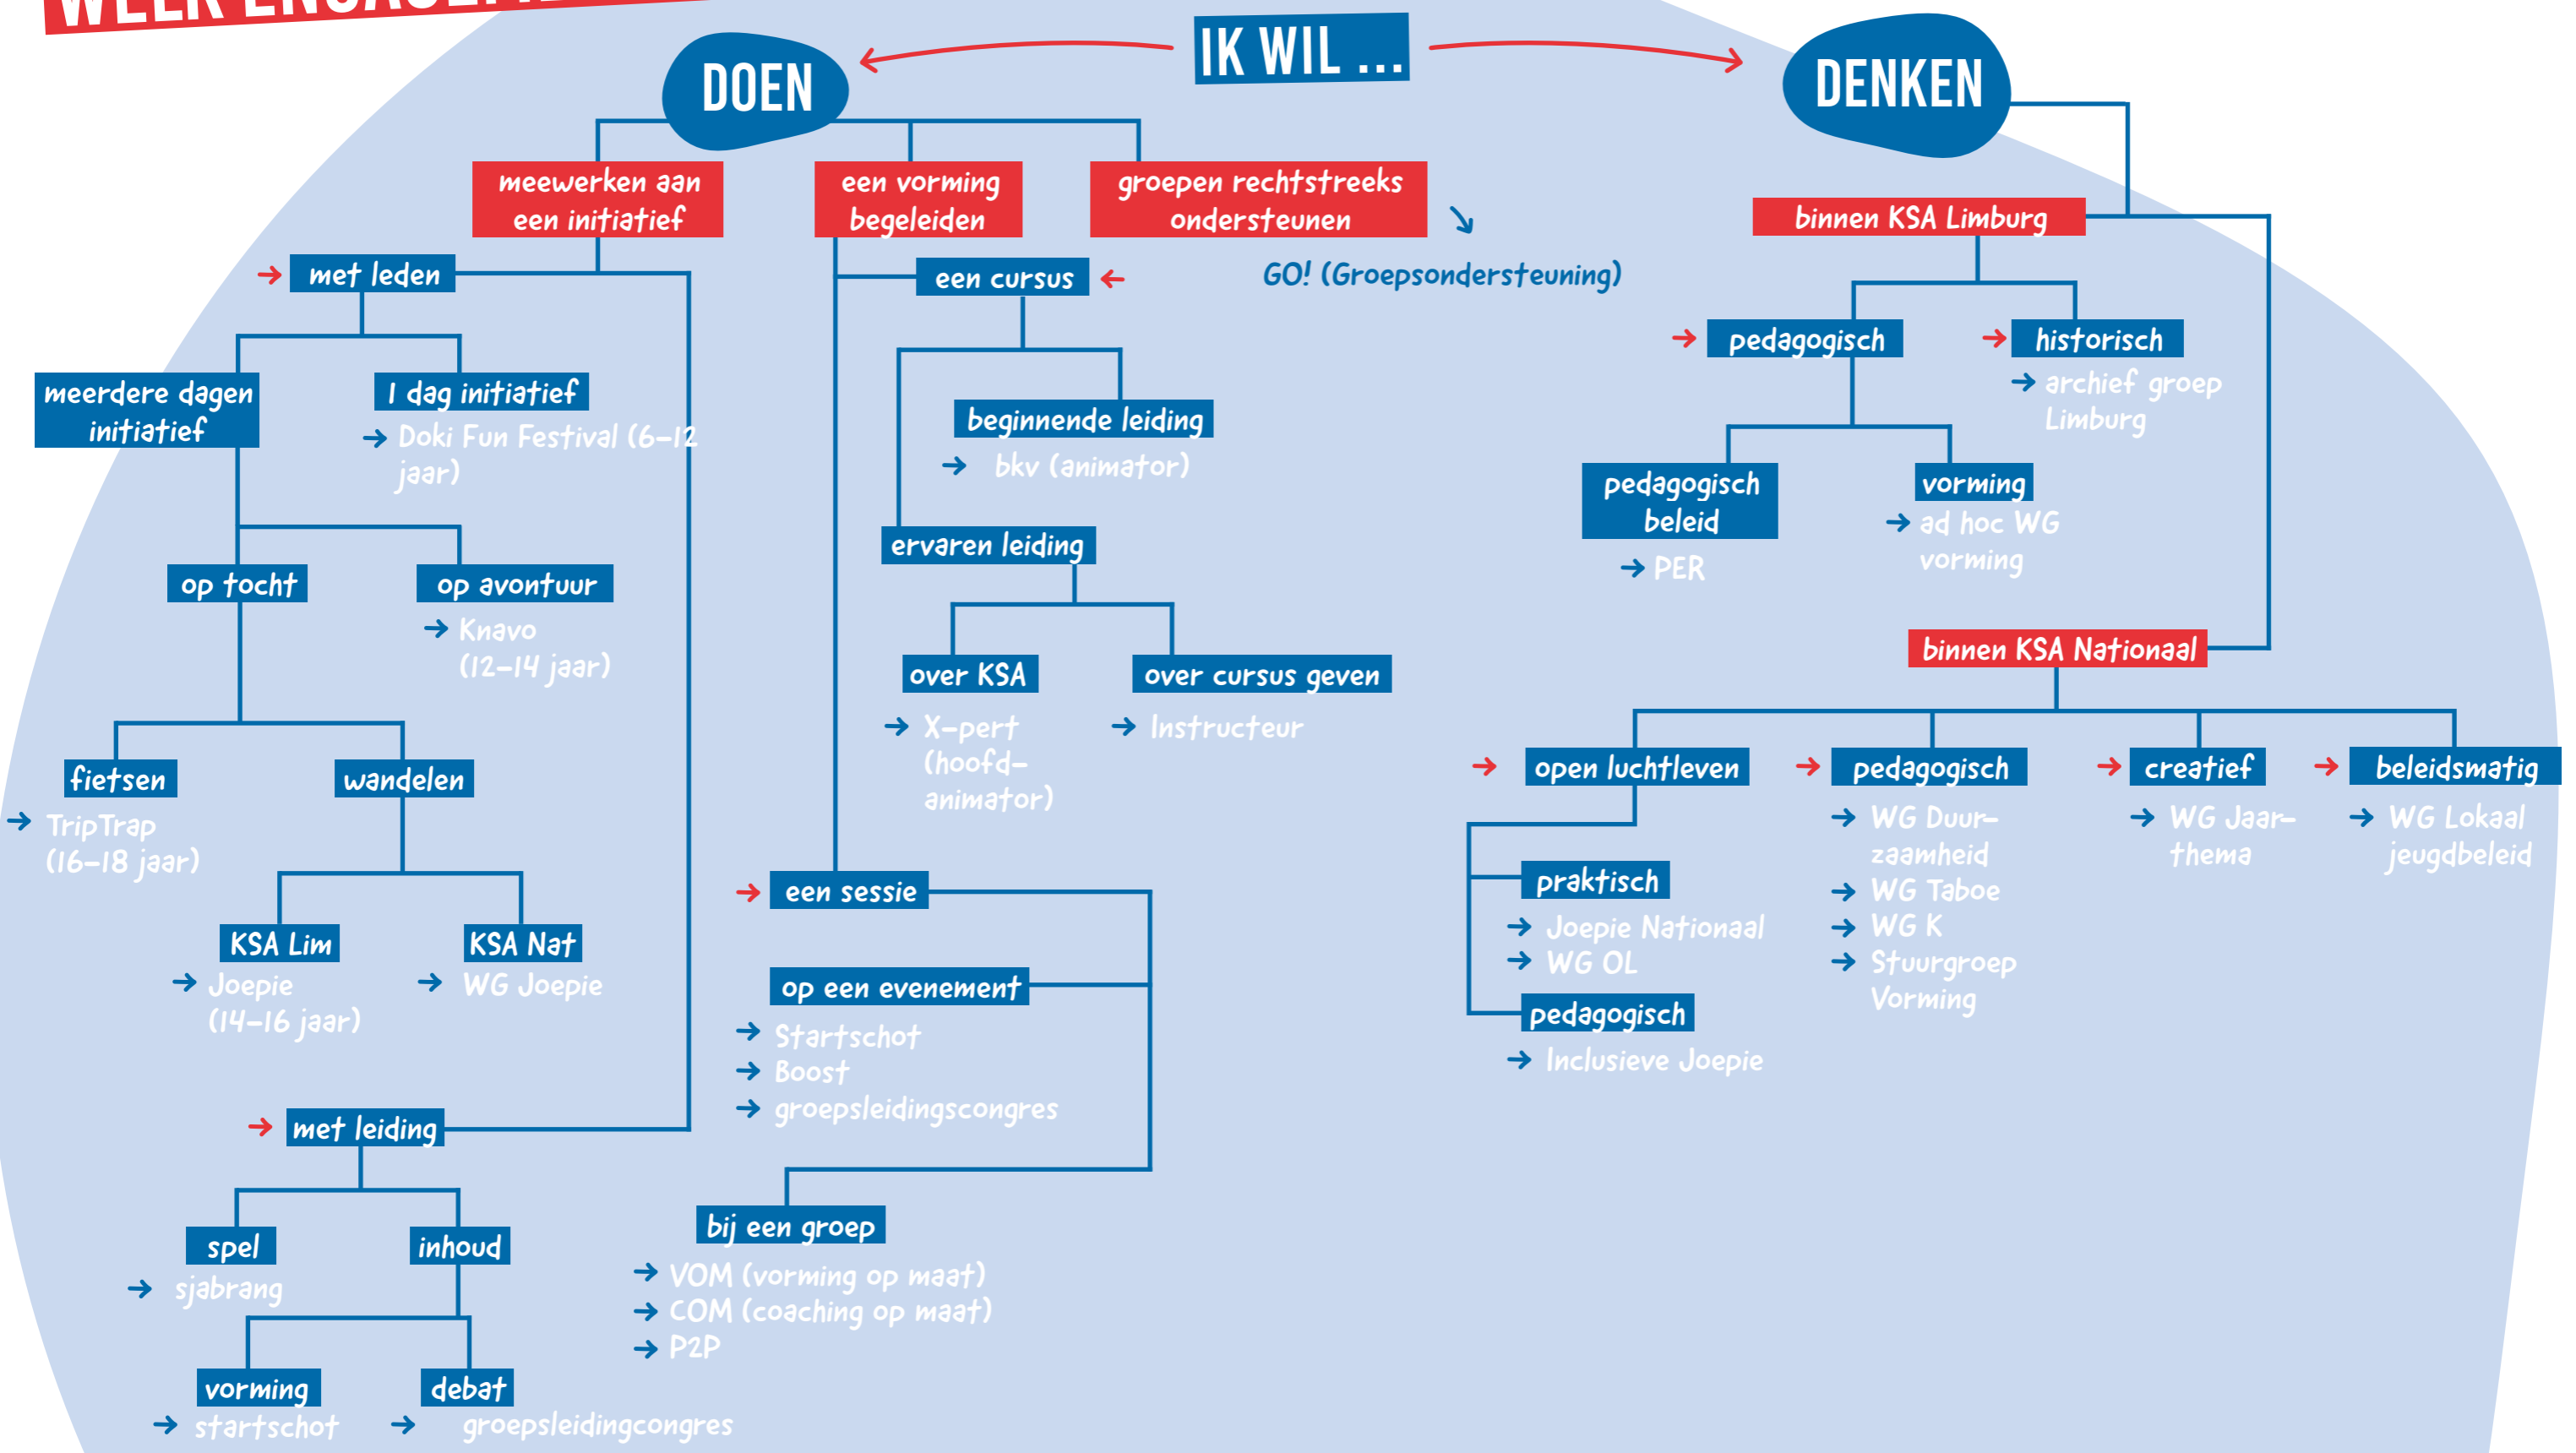 IK WIL ...
DOEN
DENKEN
meewerken aan
een initiatief
een vorming
begeleiden
groepen rechtstreeks
ondersteunen
GO! (Groepsondersteuning)
met leden
meerdere dagen
initiatief
1 dag initiatief
Doki Fun Festival (6-12
jaar)
op tocht
op avontuur
Knavo
(12-14 jaar)
fietsen
TripTrap
(16-18 jaar)
wandelen
KSA Lim
Joepie
(14-16 jaar)
KSA Nat
WG Joepie
met leiding
spel
sjabrang
inhoud
vorming
startschot
debat
groepsleidingcongres
een cursus
beginnende leiding
bkv (animator)
ervaren leiding
over KSA
X-pert
(hoofd-
animator)
over cursus geven
Instructeur
een sessie
op een evenement
Startschot
Boost
groepsleidingscongres
bij een groep
VOM (vorming op maat)
COM (coaching op maat)
P2P
binnen KSA Limburg
pedagogisch
historisch
archief groep
Limburg
pedagogisch
beleid
PER
vorming
ad hoc WG
vorming
binnen KSA Nationaal
open luchtleven
praktisch
Joepie Nationaal
WG OL
pedagogisch
Inclusieve Joepie
pedagogisch
WG Duur-
zaamheid
WG Taboe
WG K
Stuurgroep
Vorming
creatief
WG Jaar-
thema
beleidsmatig
WG Lokaal
jeugdbeleid